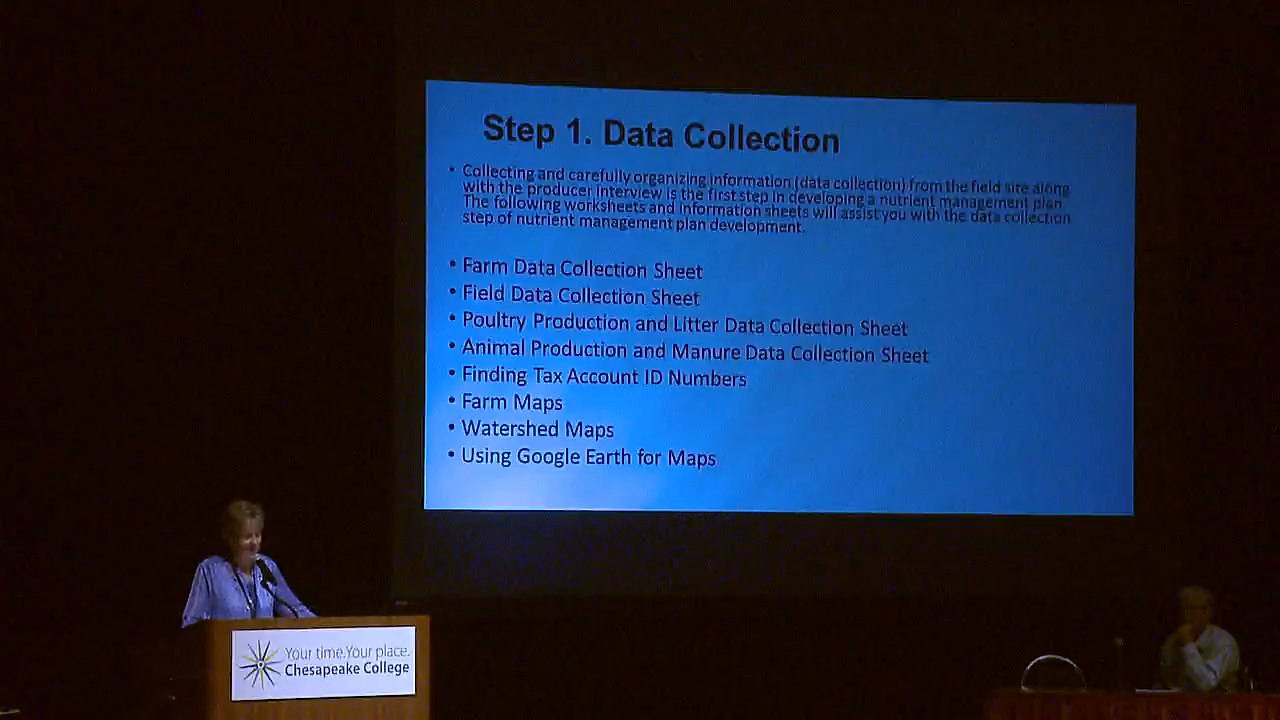 Step 1. Data Collection
• Collecting and carefully organizing information (data collection) from the field site along
with the producer interview is the first step in developing a nutrient management plan.
The following worksheets and information sheets will assist you with the data collection
step of nutrient management plan development.
• Farm Data Collection Sheet
• Field Data Collection Sheet
• Poultry Production and Litter Data Collection Sheet
• Animal Production and Manure Data Collection Sheet
• Finding Tax Account ID Numbers
• Farm Maps
• Watershed Maps
• Using Google Earth for Maps
Your time.Your place.
Chesapeake College